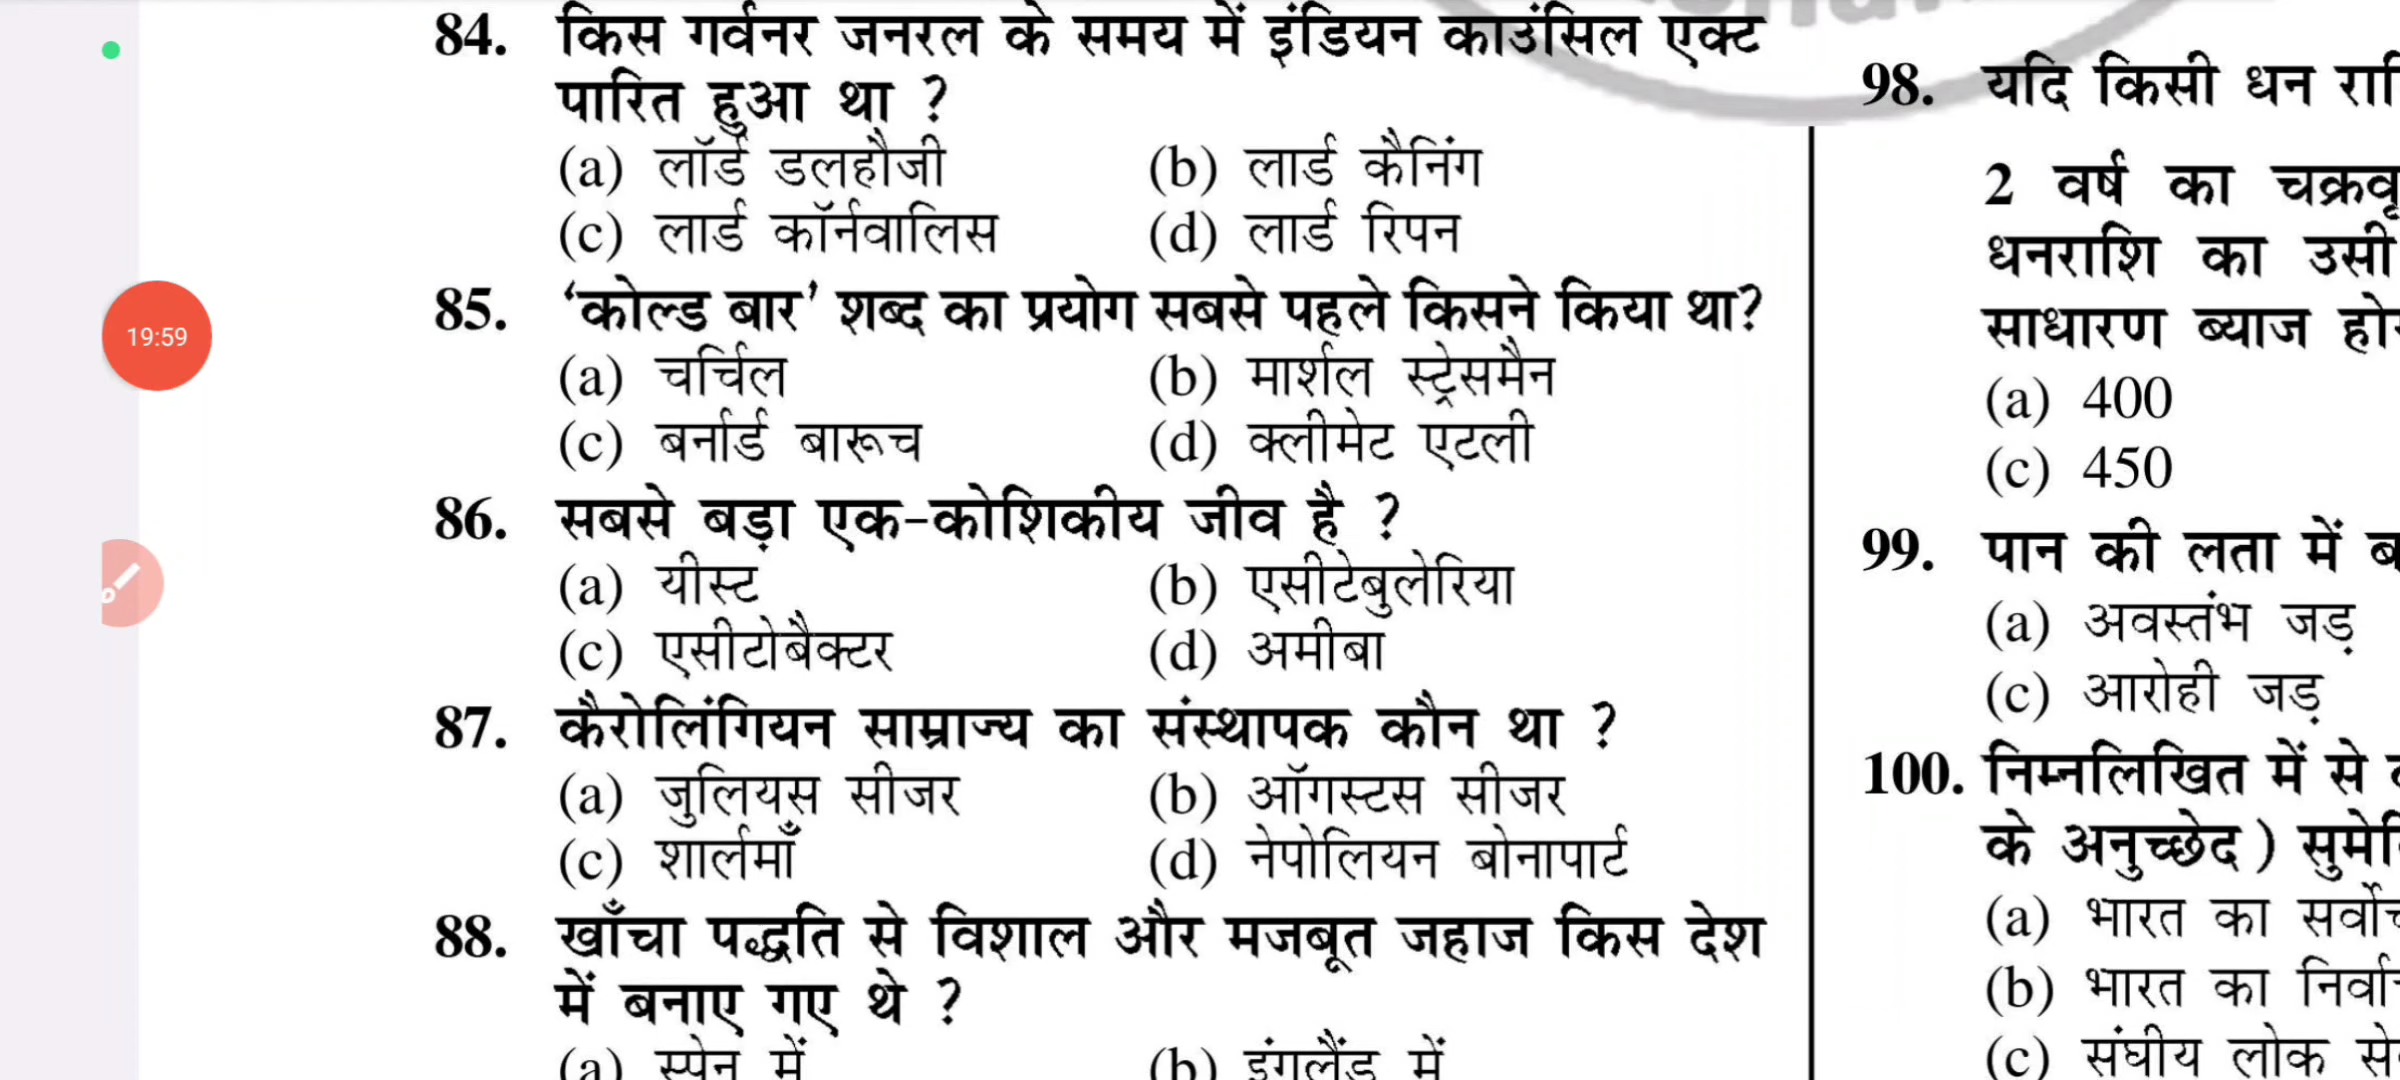 84. किस गर्वनर जनरल के समय में इंडियन काउंसिल एक्ट
पारित हुआ था ?
(a) लॉर्ड डलहौजी (b) लार्ड कैनिंग
(c) लार्ड कॉर्नवालिस (d) लार्ड रिपन
85. ‘कोल्ड बार’ शब्द का प्रयोग सबसे पहले किसने किया था?
(a) चर्चिल (b) मार्शल स्ट्रेसमैन
(c) बर्नार्ड बारूच (d) क्लीमेट एटली
86. सबसे बड़ा एक-कोशिकीय जीव है ?
(a) यीस्ट (b) एसीटेबुलेरिया
(c) एसीटोबैक्टर (d) अमीबा
87. कैरोलिंगियन साम्राज्य का संस्थापक कौन था ?
(a) जुलियस सीजर (b) ऑगस्टस सीजर
(c) शार्लमाँ (d) नेपोलियन बोनापार्ट
88. खाँचा पद्धति से विशाल और मजबूत जहाज किस देश
में बनाए गए थे ?
(a) स्पेन में (b) इंगलैंड में
98. यदि किसी धन
2 वर्ष का
धनराशि का उसी
साधारण ब्याज
(a) 400
(c) 450
99. पान की लता में
(a) अवस्तंभ जड़
(c) आरोही जड़
100. निम्नलिखित में से
के अनुच्छेद)
(a) भारत का
(b) भारत का
(c) संघीय लोक
19:59